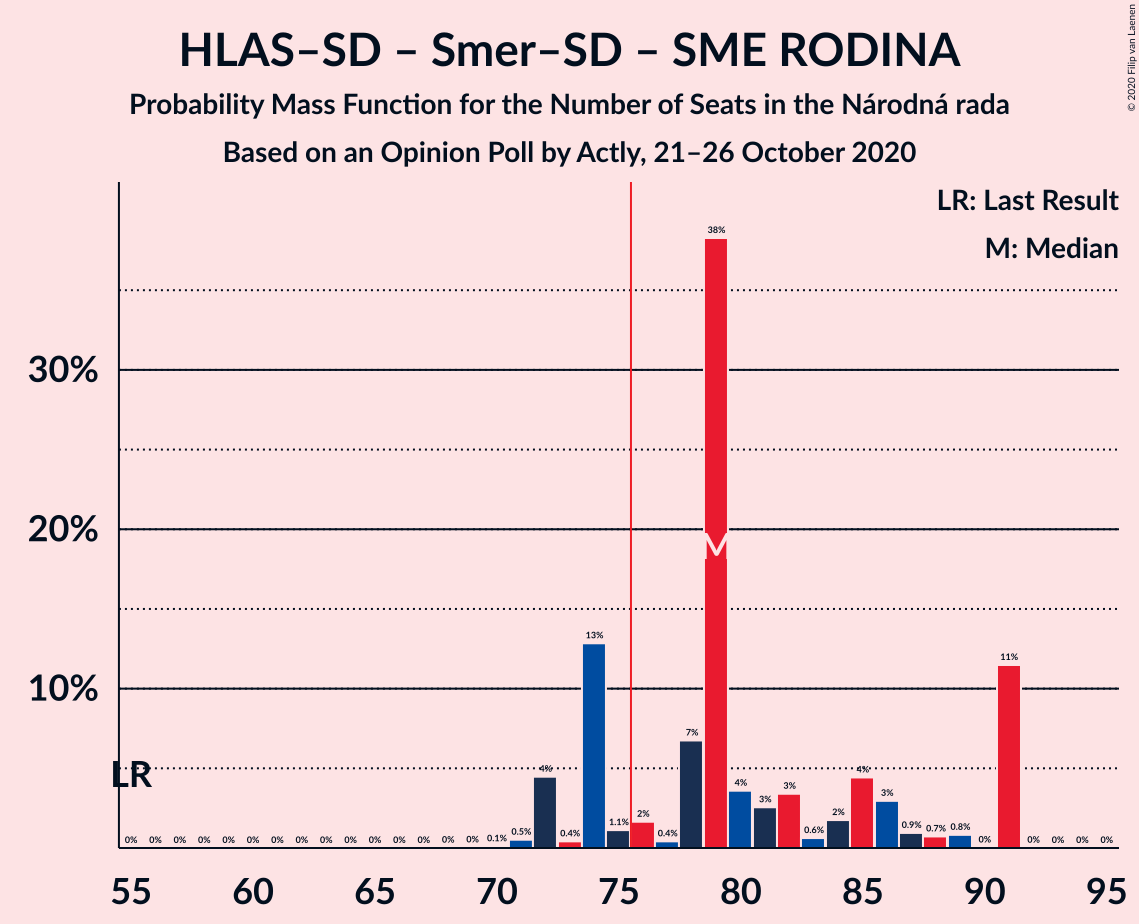 HLAS–SD – Smer–SD – SME RODINA
Probability Mass Function for the Number of Seats in the Národná rada
Based on an Opinion Poll by Actly, 21–26 October 2020
© 2020 Filip van Laenen
LR: Last Result
M: Median
30%
20%
10%
LR
M
0% 0% 0% 0% 0% 0% 0% 0% 0% 0% 0% 0% 0% 0% 0% 0.1% 0.5% 4% 0.4% 13% 1.1% 2% 0.4% 7% 38% 4% 3% 3% 0.6% 2% 4% 3% 0.9% 0.7% 0.8% 0% 11% 0% 0% 0% 0%
55 60 65 70 75 80 85 90 95